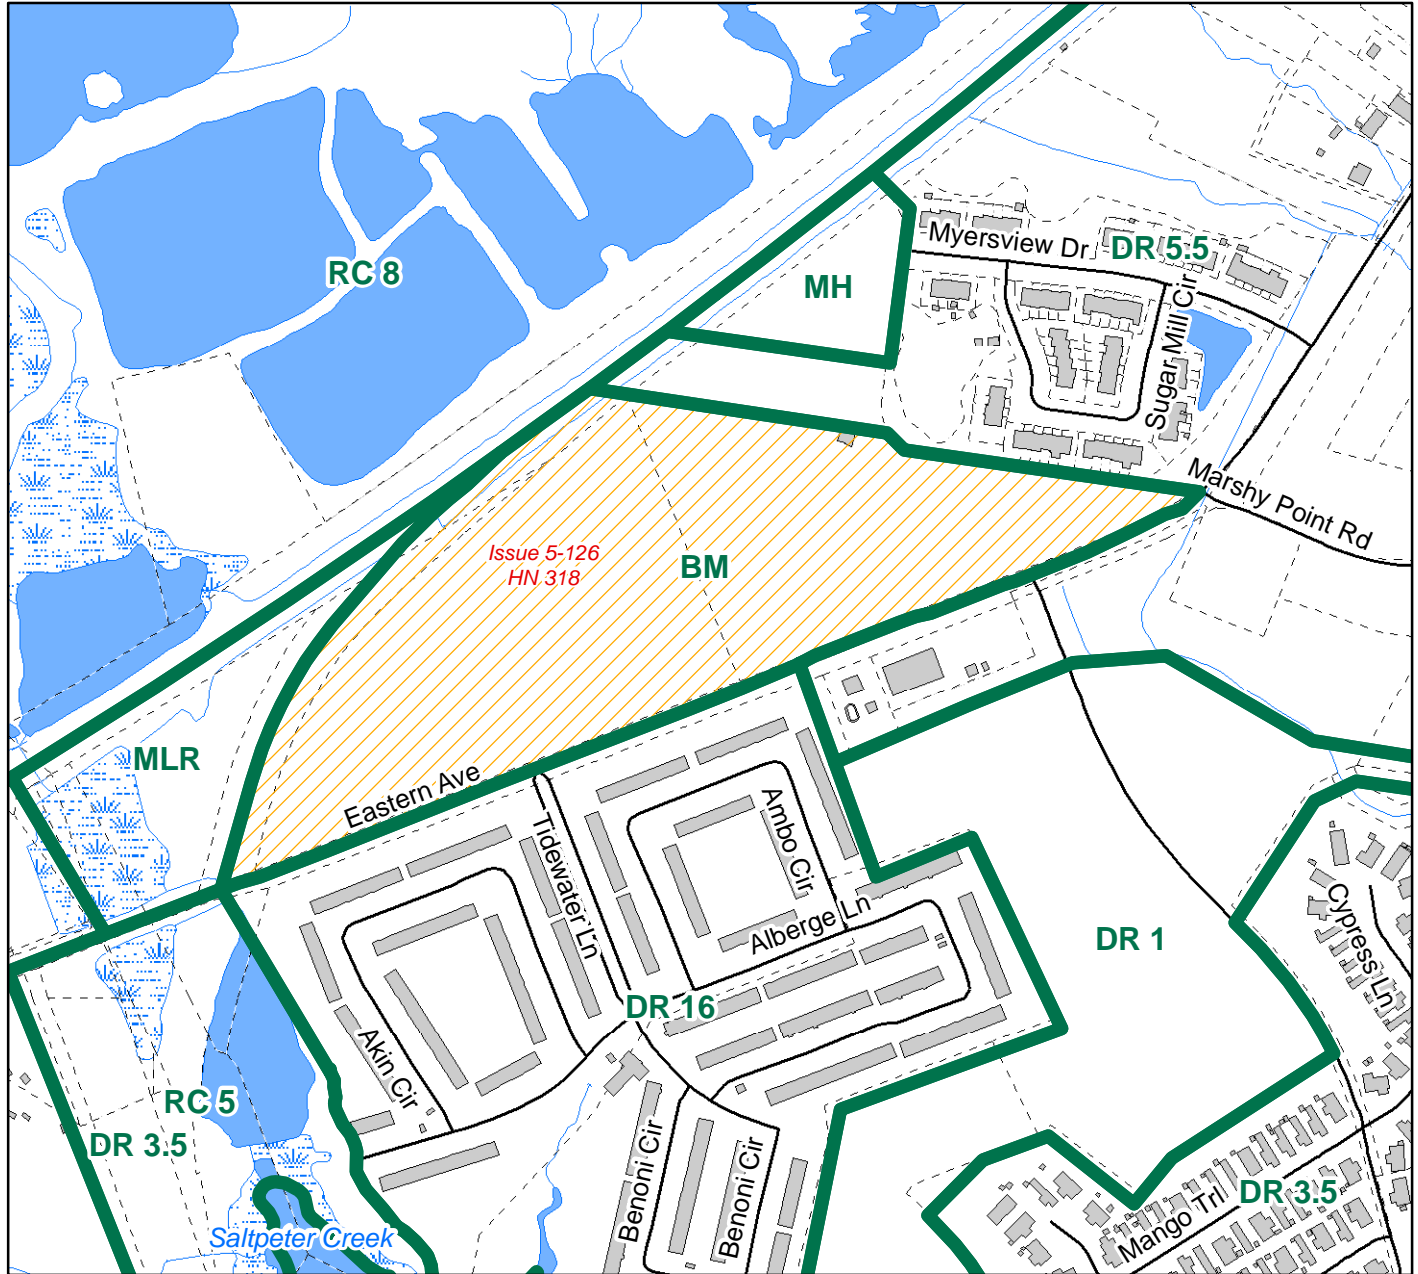 Myersview Dr
DR 5.5
RC 8
MH
Sugar Mill Cir
Marshy Point Rd
Issue 5-126
HN 318
BM
MLR
Eastern Ave
Tidewater Ln
Ambo Cir
Alberge Ln
Cypress Ln
DR 1
DR 16
Akin Cir
RC 5
DR 3.5
Benoni Cir
Benoni Cir
Mango Trl
DR 3.5
Saltpeter Creek